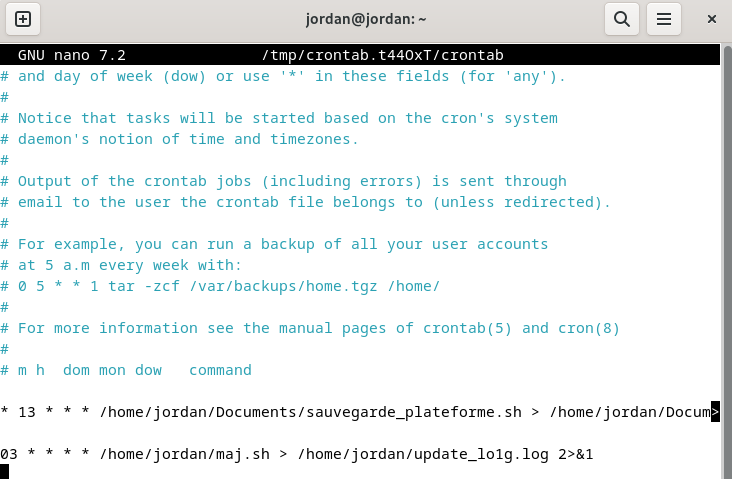 jordan@jordan: ~
GNU nano 7.2 /tmp/crontab.t44OxT/crontab
# and day of week (dow) or use '*' in these fields (for 'any').
#
# Notice that tasks will be started based on the cron's system
# daemon's notion of time and timezones.
#
# Output of the crontab jobs (including errors) is sent through
# email to the user the crontab file belongs to (unless redirected).
#
# For example, you can run a backup of all your user accounts
# at 5 a.m every week with:
# 0 5 * * 1 tar -zcf /var/backups/home.tgz /home/
#
# For more information see the manual pages of crontab(5) and cron(8)
#
# m h  dom mon dow   command
* 13 * * * /home/jordan/Documents/sauvegarde_plateforme.sh > /home/jordan/Docum>
03 * * * * /home/jordan/maj.sh > /home/jordan/update_lo1g.log 2>&1